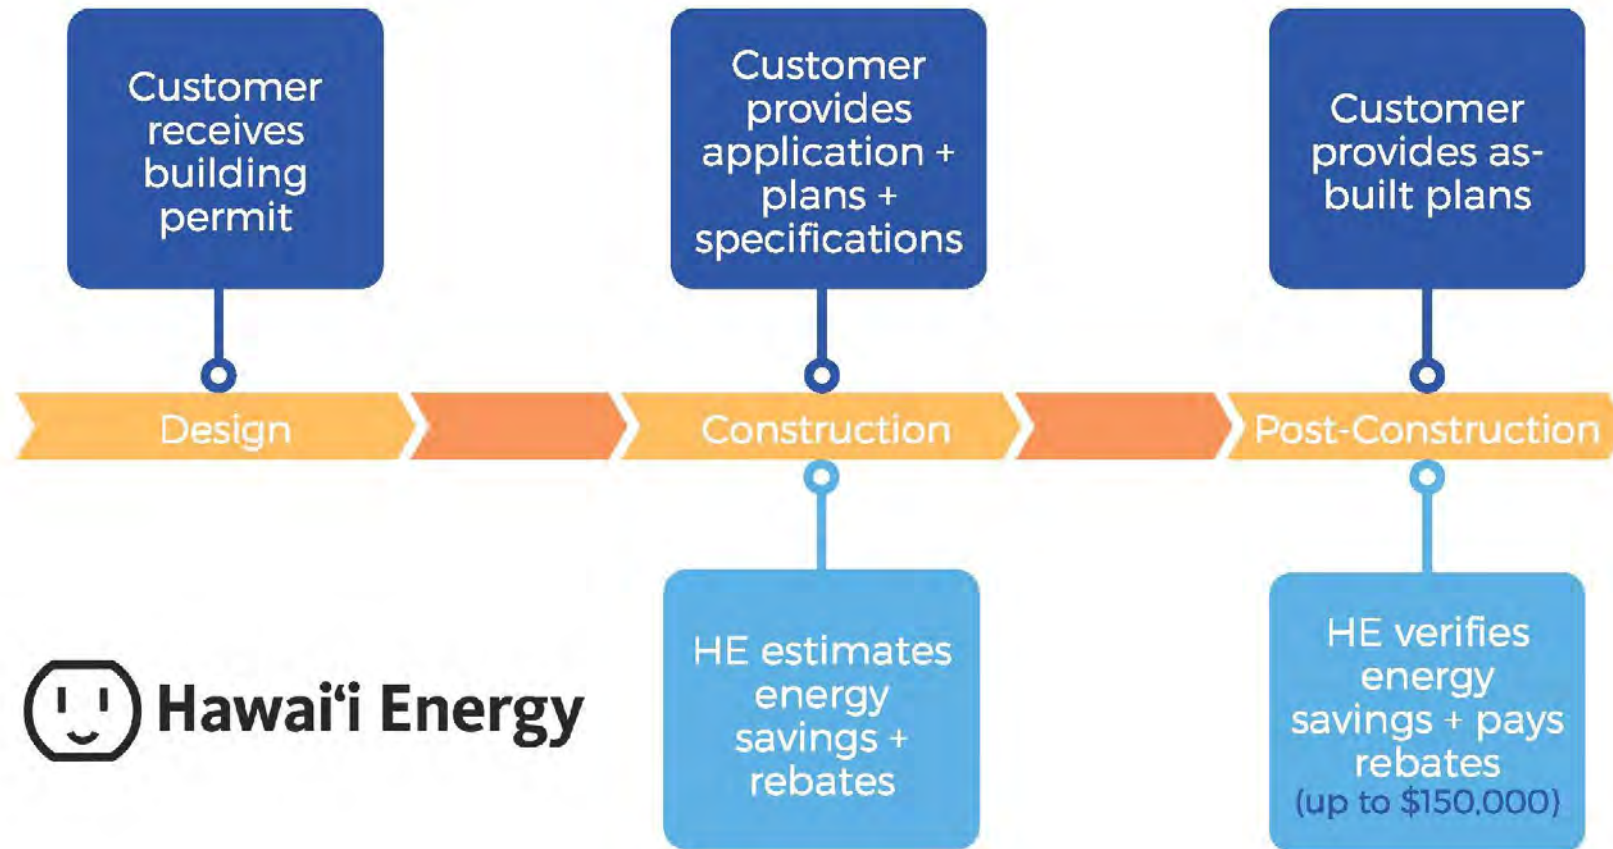 Customer
receives
building
permit
Customer
provides
application +
plans +
specifications
Customer
provides as-
built plans
Design
Construction
Post-Construction
HE estimates
energy
savings +
rebates
HE verifies
energy
savings + pays
rebates
(up to $150,000)
Hawaiʻi Energy